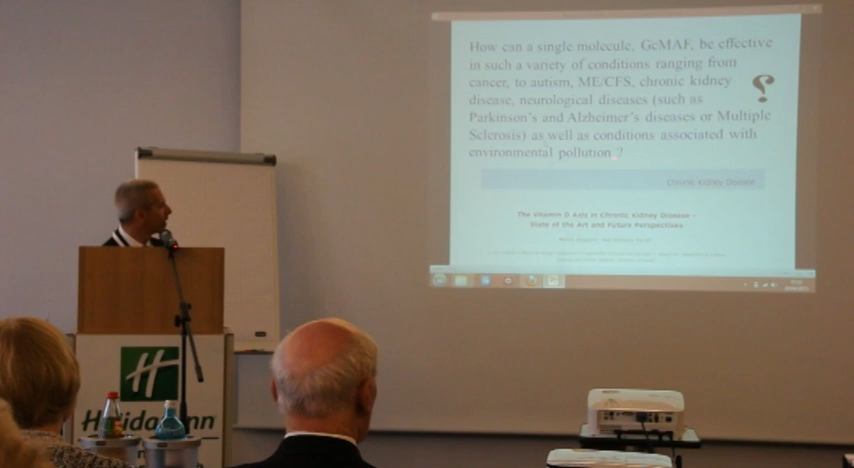 How can a single molecule, GcMAF, be effective
in such a variety of conditions ranging from
cancer, to autism, ME/CFS, chronic kidney
disease, neurological diseases (such as
Parkinson's and Alzheimer's diseases or Multiple
Sclerosis) as well as conditions associated with
environmental pollution ?
?
Chronic Kidney Disease
The Vitamin D Axis in Chronic Kidney Disease –
State of the Art and Future Perspectives
H
Holiday Inn